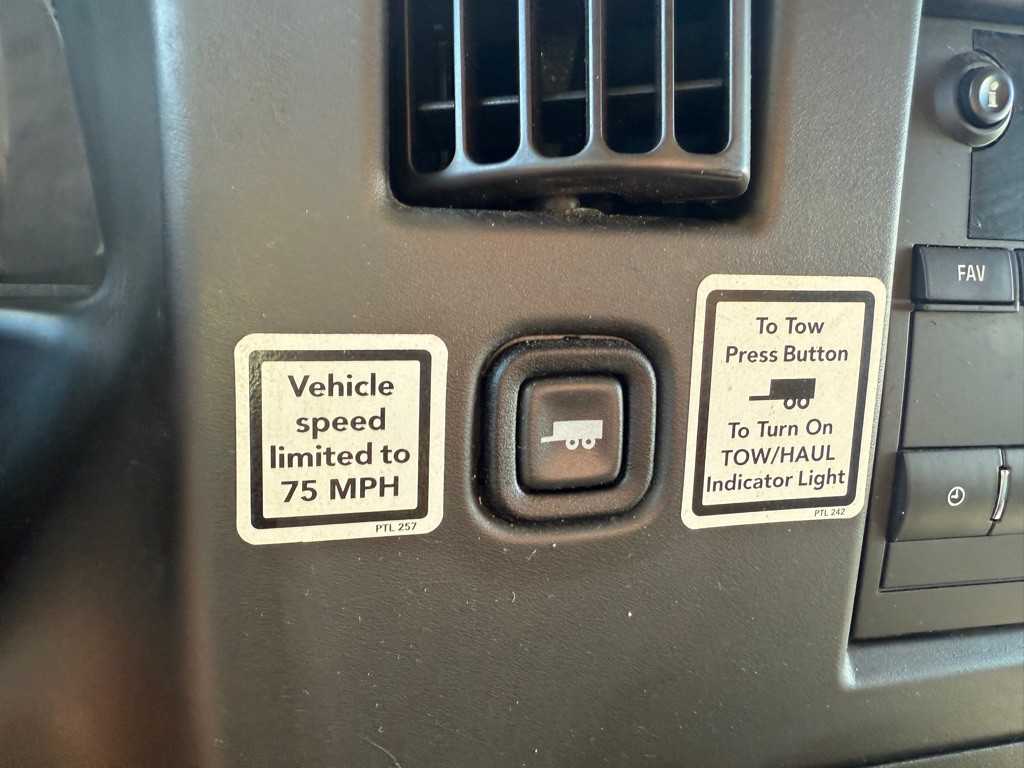 i
FAV
Vehicle
speed
limited to
75 MPH
PTL 257
To Tow
Press Button
To Turn On
TOW/HAUL
Indicator Light
PTL 242